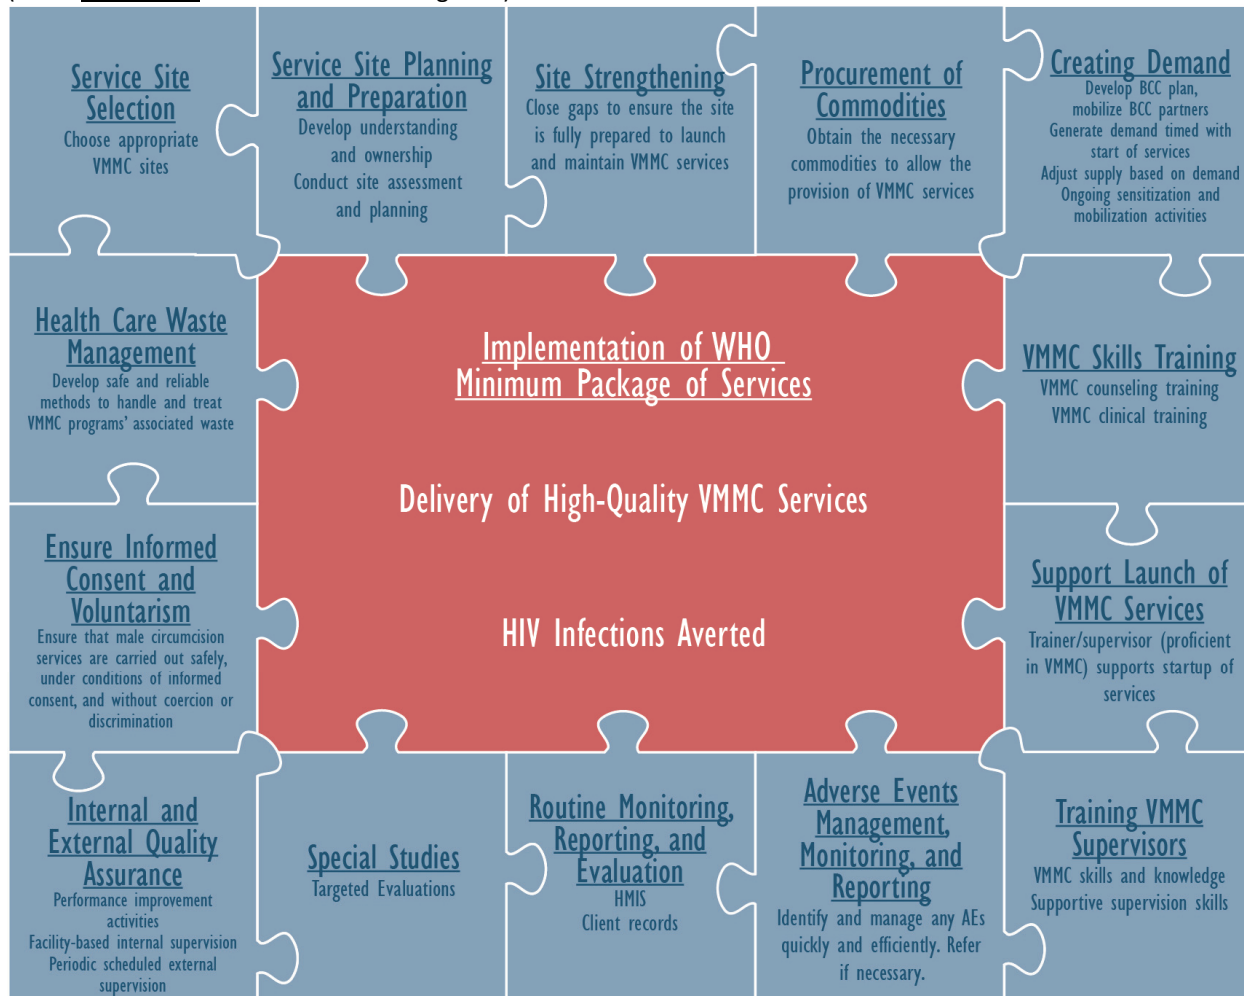 Service Site
Selection
Choose appropriate
VMMC sites
Service Site Planning
and Preparation
Develop understanding
and ownership
Conduct site assessment
and planning
Site Strengthening
Close gaps to ensure the site
is fully prepared to launch
and maintain VMMC services
Procurement of
Commodities
Obtain the necessary
commodities to allow the
provision of VMMC services
Creating Demand
Develop BCC plan,
mobilize BCC partners
Generate demand timed with
start of services
Adjust supply based on demand
Ongoing sensitization and
mobilization activities
Health Care Waste
Management
Develop safe and reliable
methods to handle and treat
VMMC programs' associated waste
Implementation of WHO
Minimum Package of Services
Delivery of High-Quality VMMC Services
HIV Infections Averted
VMMC Skills Training
VMMC counseling training
VMMC clinical training
Ensure Informed
Consent and
Voluntarism
Ensure that male circumcision
services are carried out safely,
under conditions of informed
consent, and without coercion or
discrimination
Support Launch of
VMMC Services
Trainer/supervisor (proficient
in VMMC) supports startup of
services
Internal and
External Quality
Assurance
Performance improvement
activities
Facility-based internal supervision
Periodic scheduled external
supervision
Special Studies
Targeted Evaluations
Routine Monitoring,
Reporting, and
Evaluation
HMIS
Client records
Adverse Events
Management,
Monitoring, and
Reporting
Identify and manage any AEs
quickly and efficiently. Refer
if necessary.
Training VMMC
Supervisors
VMMC skills and knowledge
Supportive supervision skills